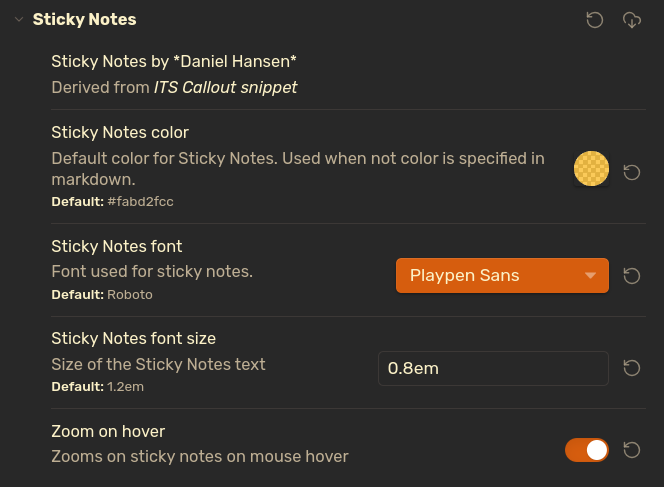 Sticky Notes
Sticky Notes by *Daniel Hansen*
Derived from ITS Callout snippet
Sticky Notes color
Default color for Sticky Notes. Used when not color is specified in
markdown.
Default: #fabd2fcc
Sticky Notes font
Font used for sticky notes.
Default: Roboto
Playpen Sans
Sticky Notes font size
Size of the Sticky Notes text
Default: 1.2em
0.8em
Zoom on hover
Zooms on sticky notes on mouse hover